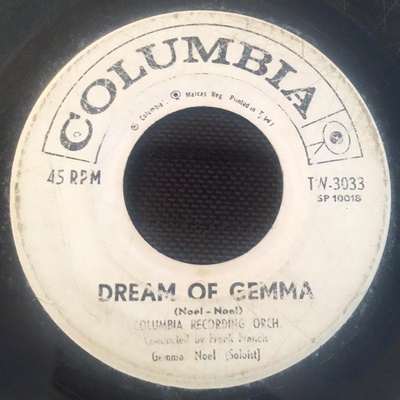 COLUMBIA
® Columbia ® Marcas Reg. Printed in T.W.I
45 RPM
TW-3033
SP 10018
DREAM OF GEMMA
(Noel - Noel)
COLUMBIA RECORDING ORCH.
Conducted by Frank Francis
Gemma Noel [Soloist]